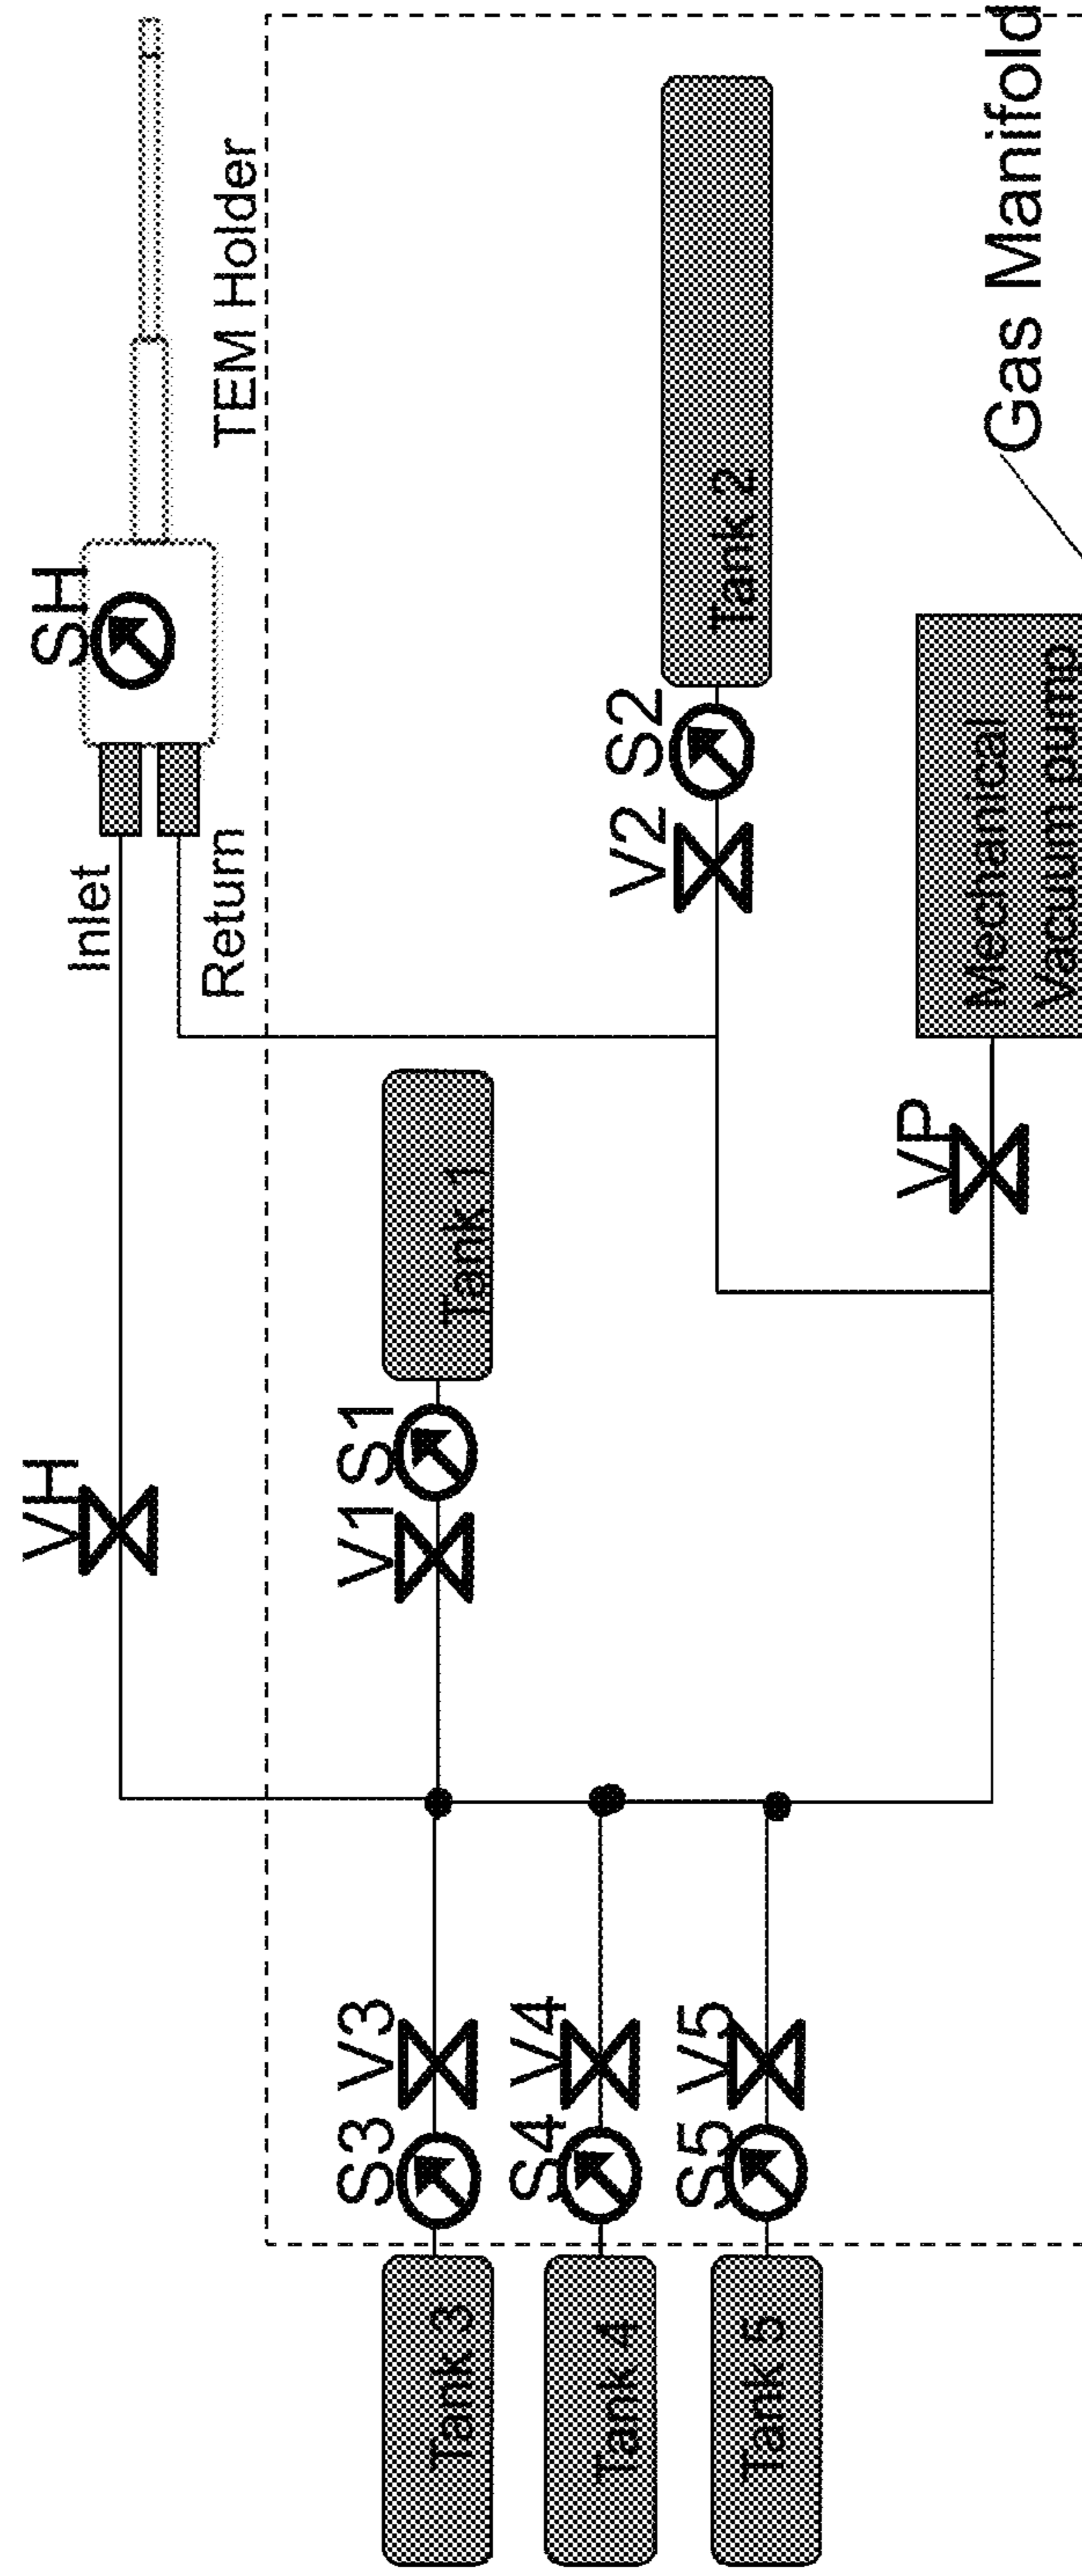 SH
TEM Holder
Inlet
Return
VH
V1
S1
Tank 1
V2
S2
Tank 2
VP
Mechanical
Vacuum pump
Gas Manifold
S3
V3
Tank 3
S4
V4
Tank 4
S5
V5
Tank 5